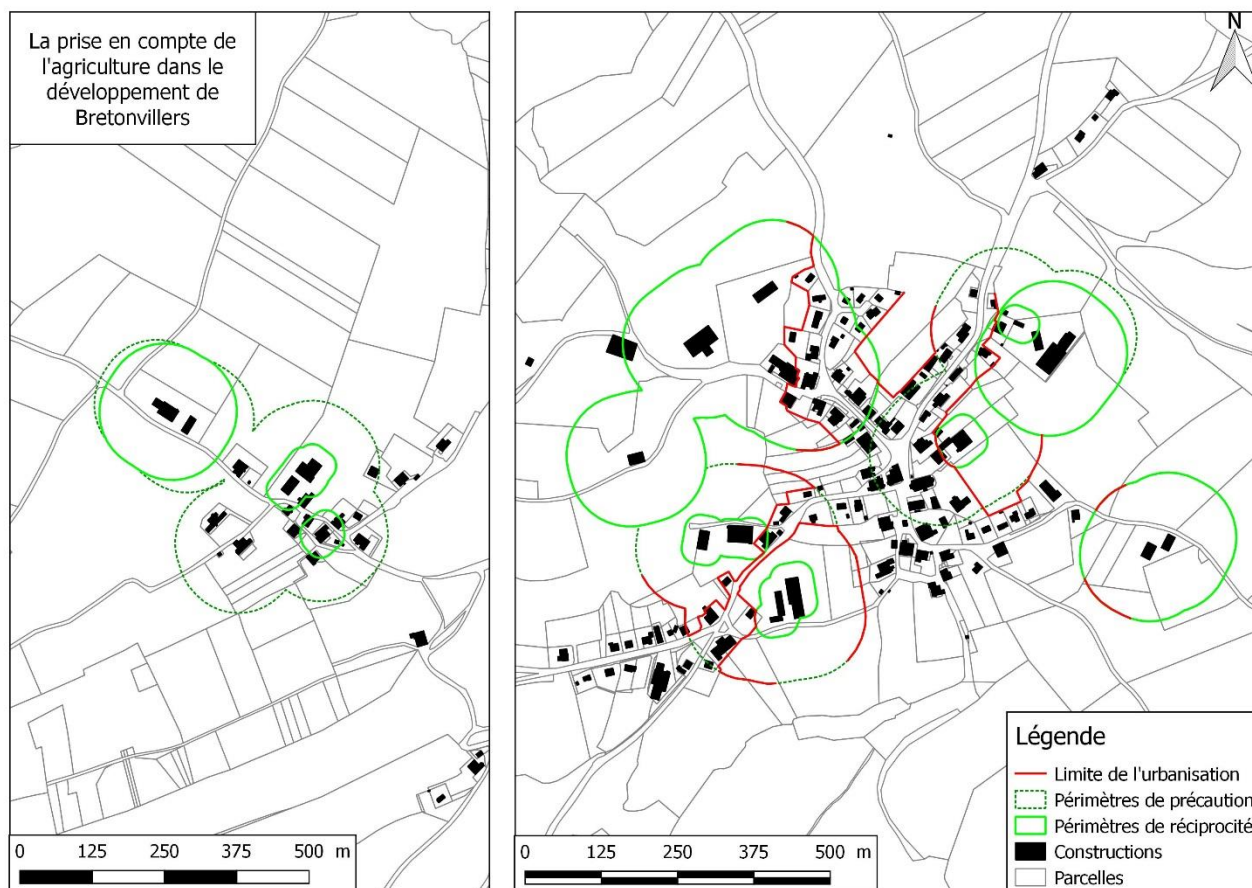 La prise en compte de
l'agriculture dans le
développement de
Bretonvillers
N
Légende
Limite de l'urbanisation
Périmètres de précaution
Périmètres de réciprocité
Constructions
Parcelles
0 125 250 375 500 m
0 125 250 375 500 m